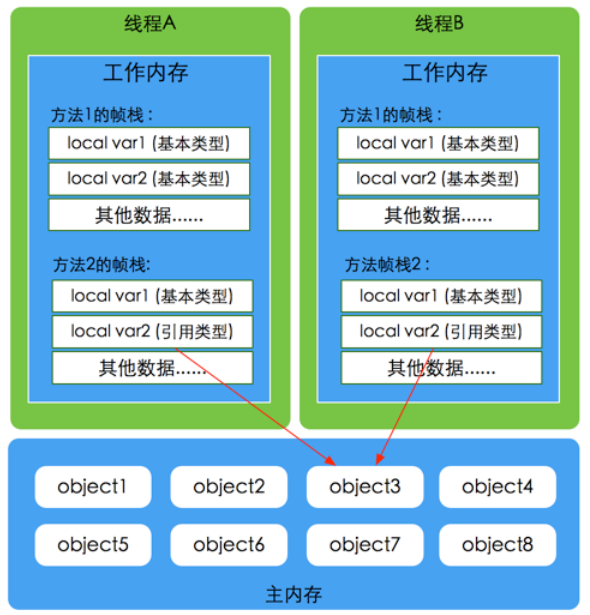 线程A
工作内存
方法1的帧栈：
local var1 (基本类型)
local var2 (基本类型)
其他数据......
方法2的帧栈:
local var1 (基本类型)
local var2 (引用类型)
其他数据......
线程B
工作内存
方法1的帧栈：
local var1 (基本类型)
local var2 (基本类型)
其他数据......
方法帧栈2：
local var1 (基本类型)
local var2 (引用类型)
其他数据......
object1 object2 object3 object4
object5 object6 object7 object8
主内存